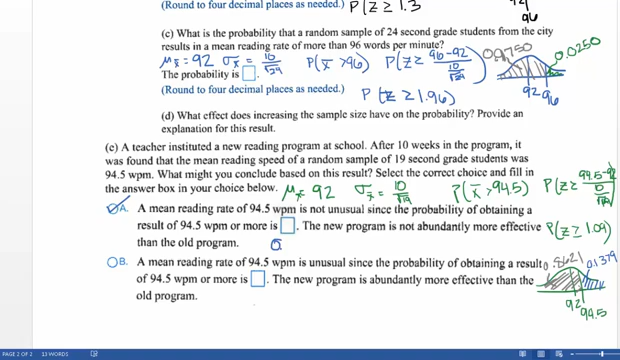 (Round to four decimal places as needed.) P(z ≥ 1.3
96
(c) What is the probability that a random sample of 24 second grade students from the city
results in a mean reading rate of more than 96 words per minute?
μx̄ = 92 σx̄ = 10/√24 P(x̄ > 96) P(z ≥ 96-92 / 10/√24) 0.9750 0.0250
The probability is
92 96
(Round to four decimal places as needed.) P(z ≥ 1.96)
(d) What effect does increasing the sample size have on the probability? Provide an
explanation for this result.
(e) A teacher instituted a new reading program at school. After 10 weeks in the program, it
was found that the mean reading speed of a random sample of 19 second grade students was
94.5 wpm. What might you conclude based on this result? Select the correct choice and fill in
the answer box in your choice below. μx̄ = 92 σx̄ = 10/√19 P(x̄ > 94.5) P(z ≥ 94.5-92 / 10/√19)
A. A mean reading rate of 94.5 wpm is not unusual since the probability of obtaining a
result of 94.5 wpm or more is . The new program is not abundantly more effective P(z ≥ 1.09)
than the old program.
B. A mean reading rate of 94.5 wpm is unusual since the probability of obtaining a result 0.8621 0.1379
of 94.5 wpm or more is . The new program is abundantly more effective than the
old program.
92
94.5
PAGE 2 OF 2 13 WORDS